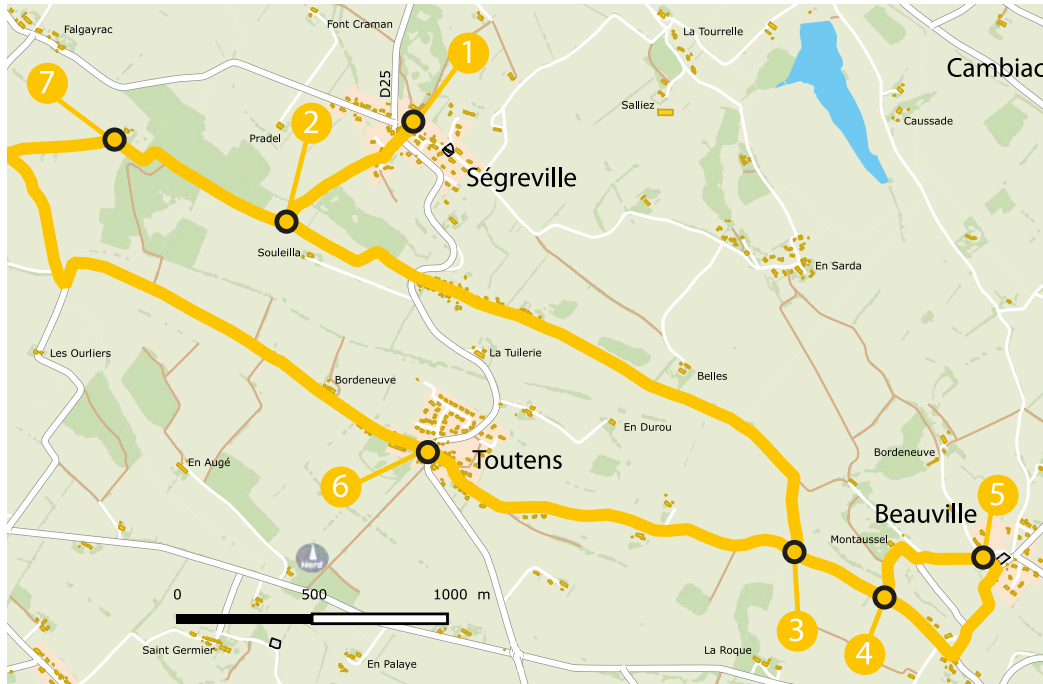 Falgayrac
Font Craman
1
La Tourrelle
Cambiac
7
D25
2
Pradel
Salliez
Caussade
Ségreville
Souleilla
En Sarda
Les Ourliers
La Tuilerie
Bordeneuve
Belles
En Durou
En Augé
6
Toutens
Bordeneuve
5
Beauville
Montaussel
Nord
0 500 1000 m
3
4
Saint Germier
En Palaye
La Roque